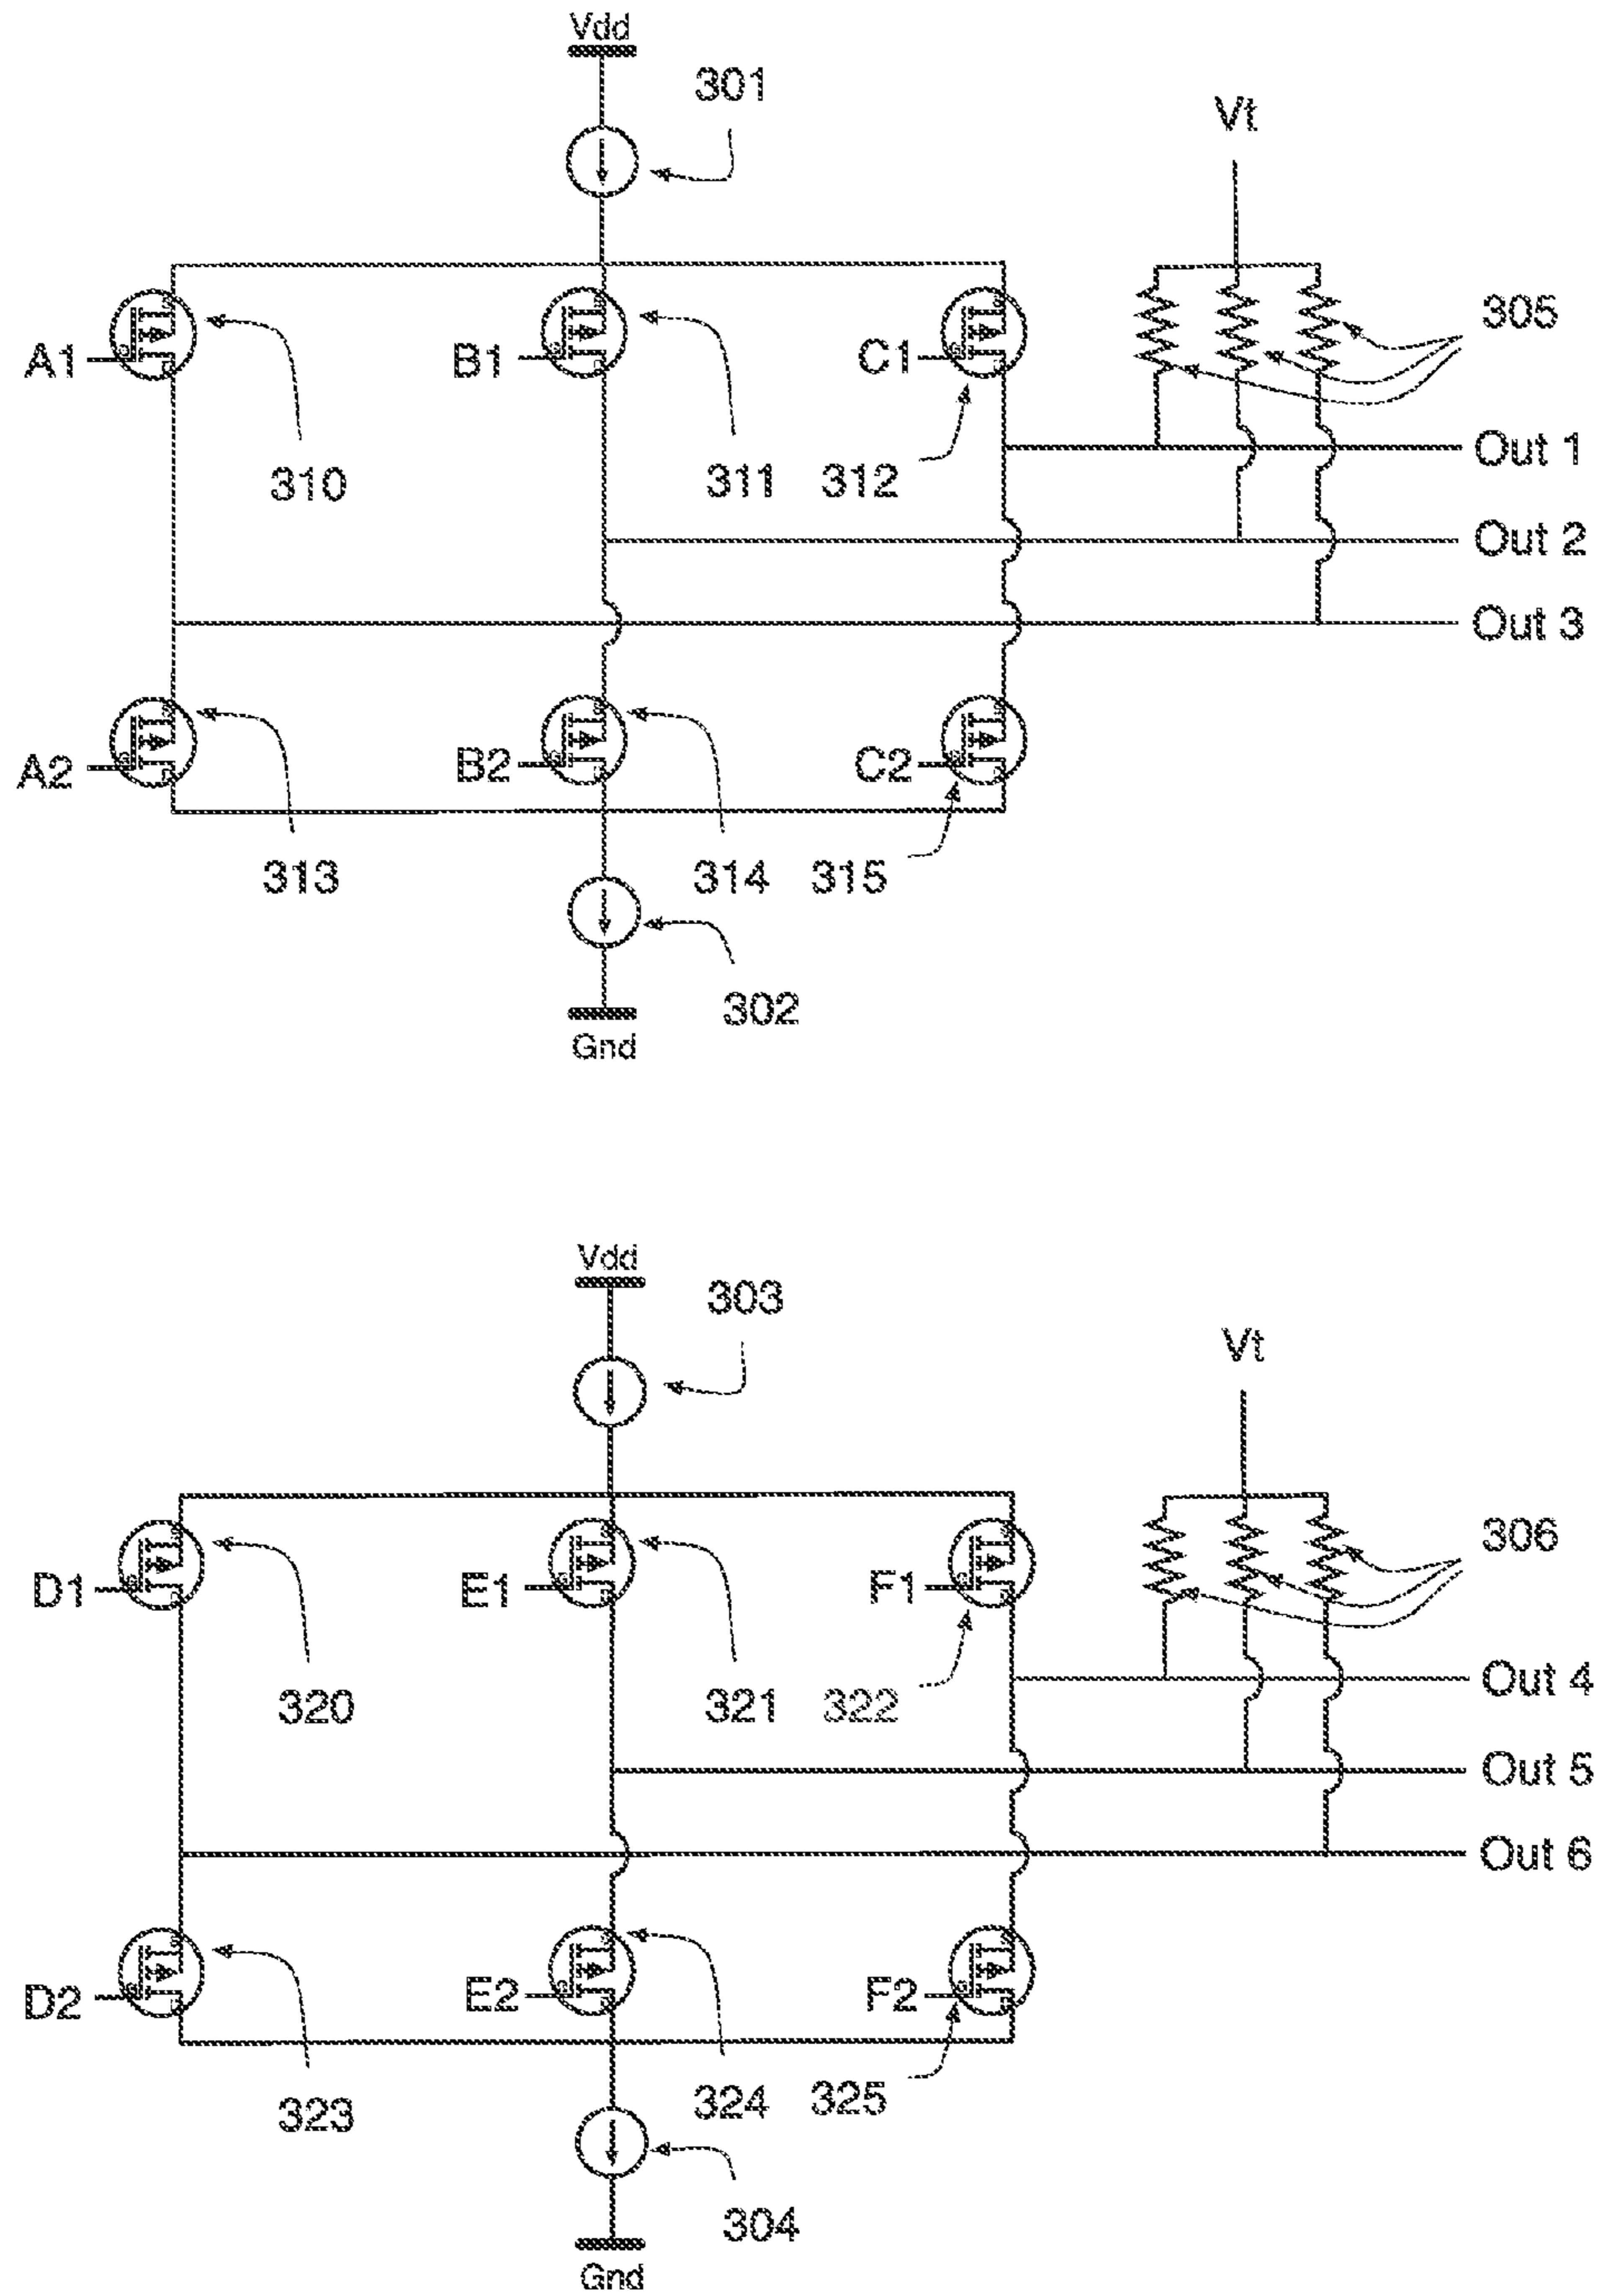 Vdd
301
Vt
305
A1
B1
C1
310
311
312
Out 1
Out 2
Out 3
A2
B2
C2
313
314
315
302
Gnd
Vdd
303
Vt
306
D1
E1
F1
320
321
322
Out 4
Out 5
Out 6
D2
E2
F2
323
324
325
304
Gnd